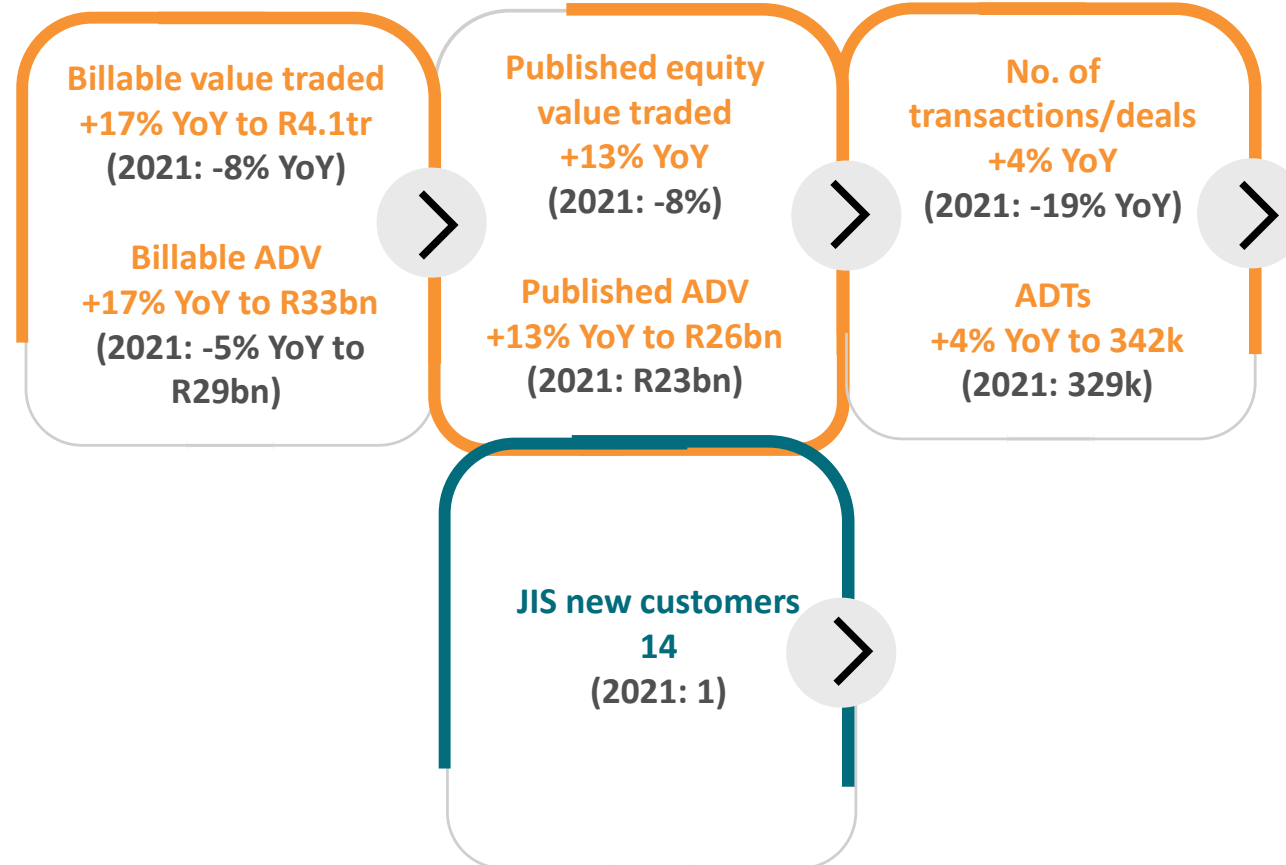 Billable value traded
+17% YoY to R4.1tr
(2021: -8% YoY)
Billable ADV
+17% YoY to R33bn
(2021: -5% YoY to
R29bn)
Published equity
value traded
+13% YoY
(2021: -8%)
Published ADV
+13% YoY to R26bn
(2021: R23bn)
No. of
transactions/deals
+4% YoY
(2021: -19% YoY)
ADTs
+4% YoY to 342k
(2021: 329k)
JIS new customers
14
(2021: 1)